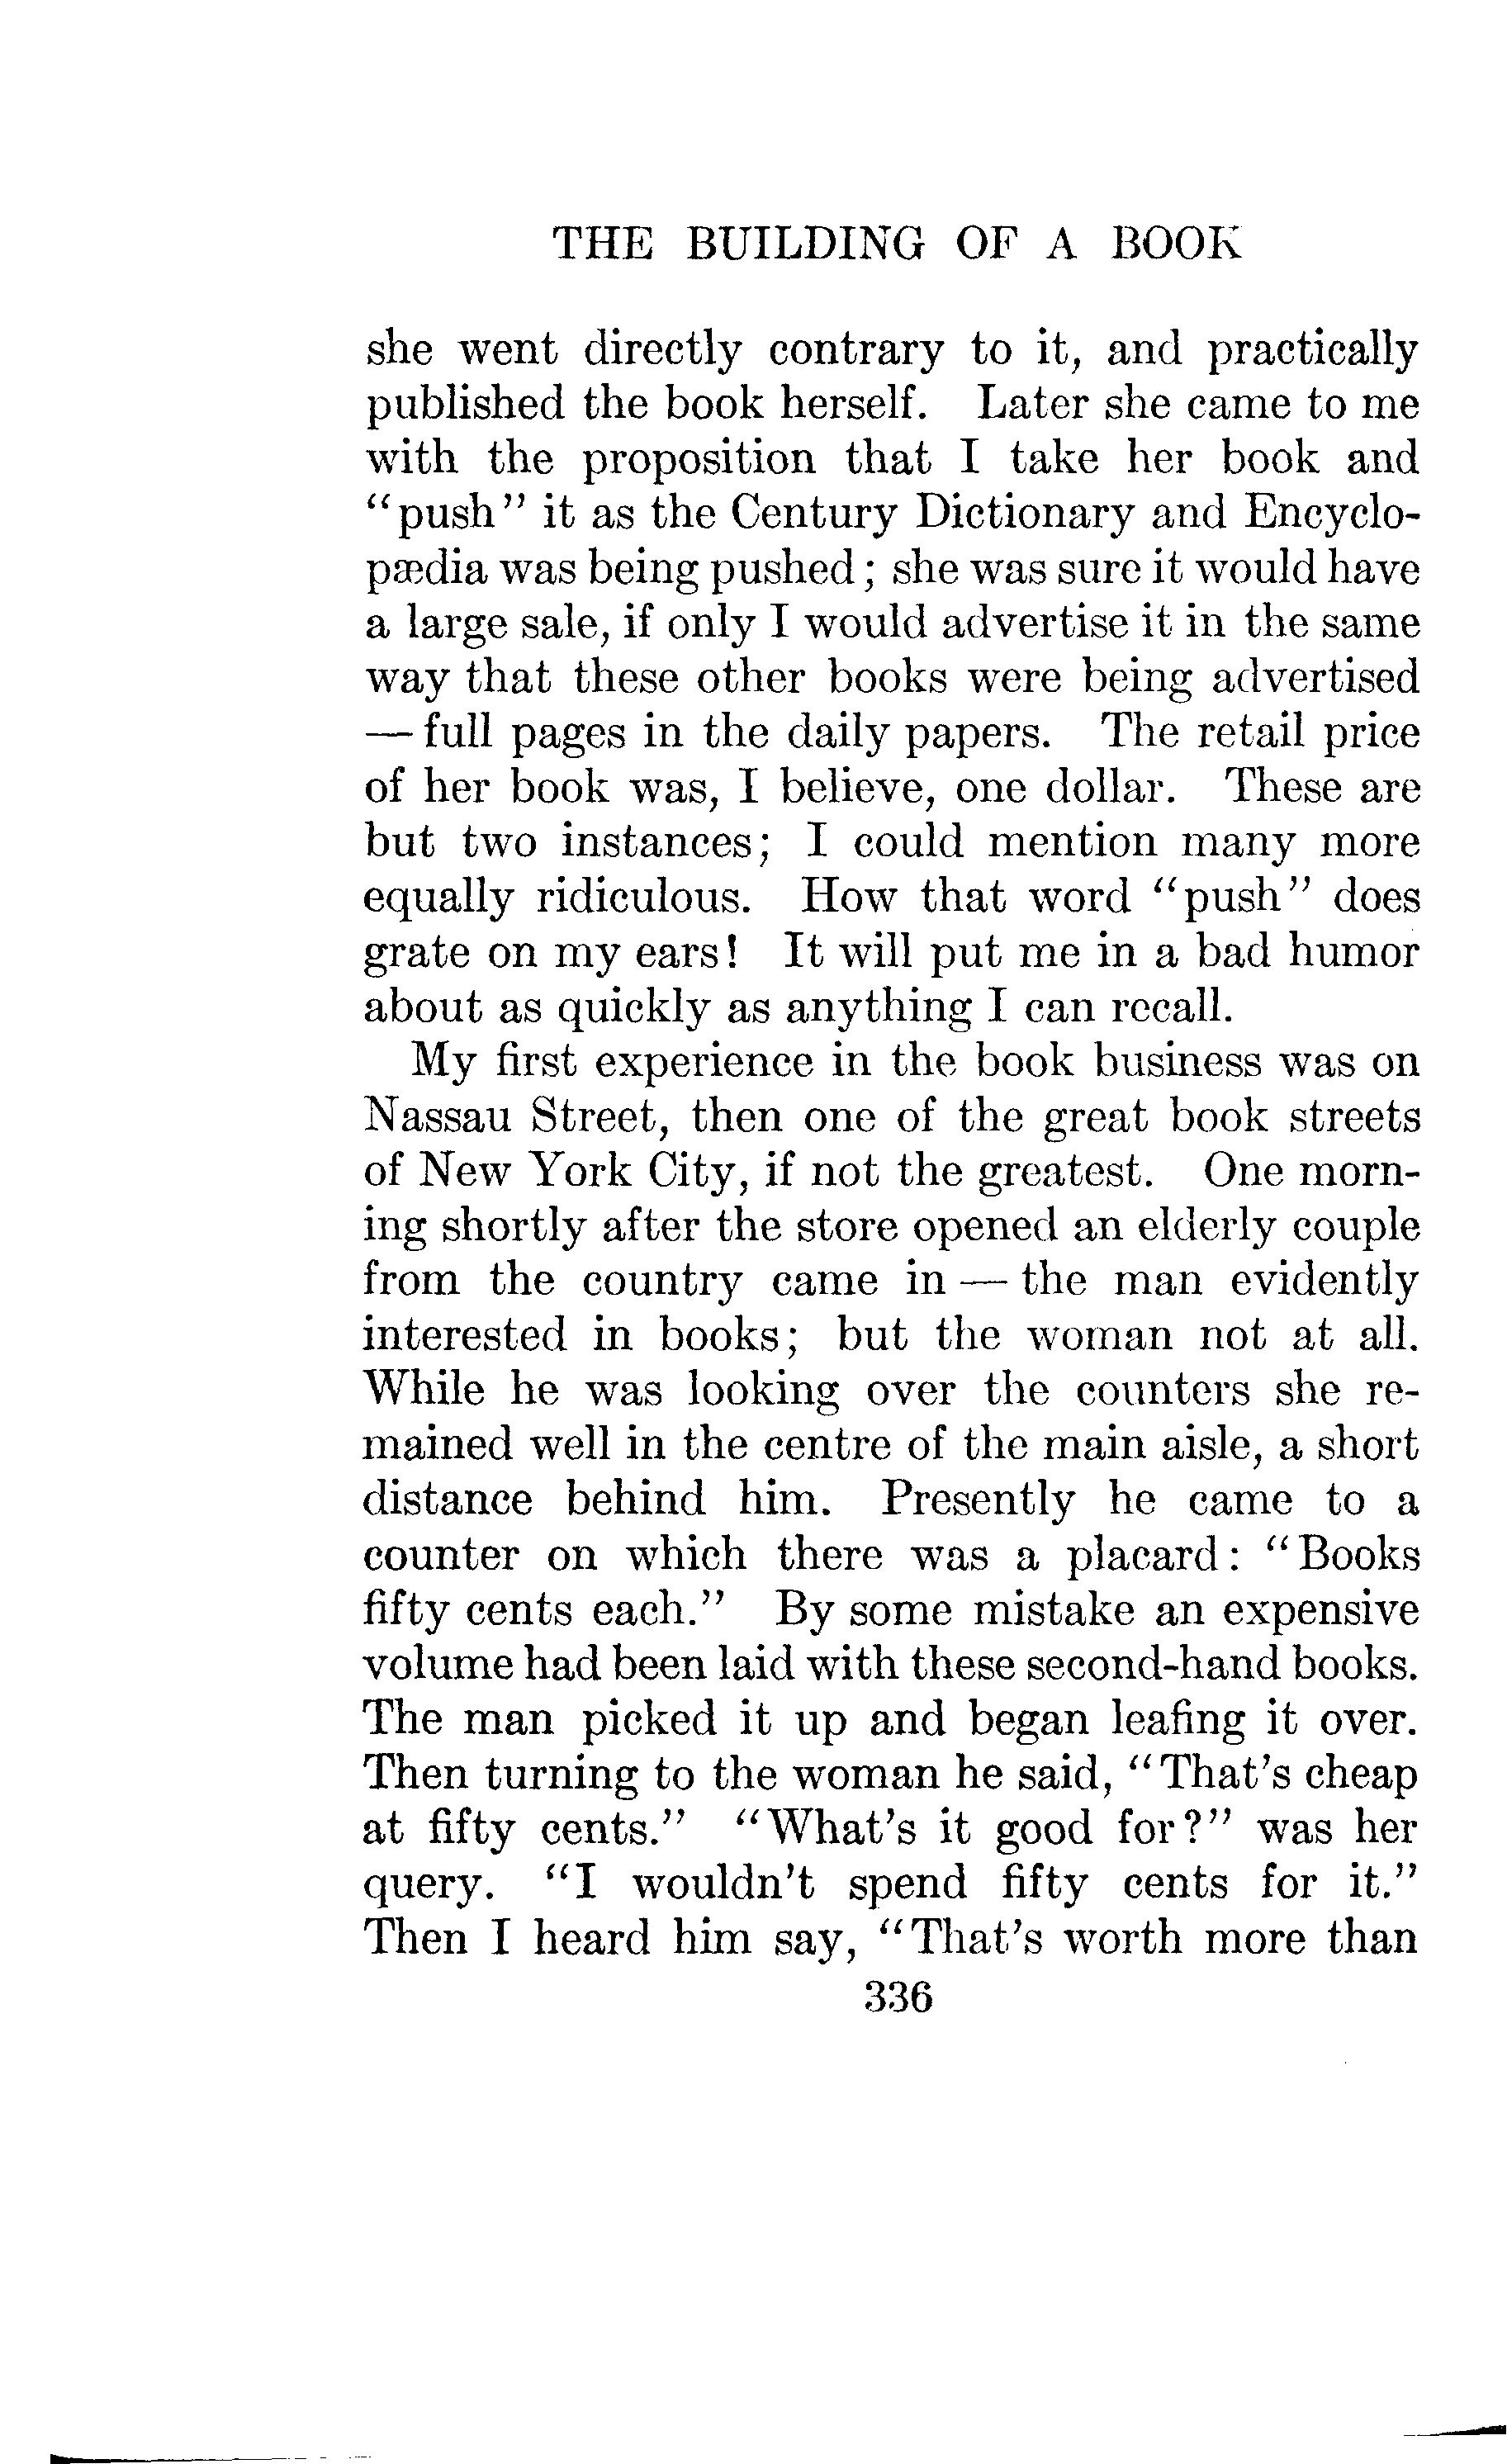 THE BUILDING OF A BOOK
she went directly contrary to it, and practically
published the book herself. Later she came to me
with the proposition that I take her book and
“push” it as the Century Dictionary and Encyclo-
pædia was being pushed; she was sure it would have
a large sale, if only I would advertise it in the same
way that these other books were being advertised
— full pages in the daily papers. The retail price
of her book was, I believe, one dollar. These are
but two instances; I could mention many more
equally ridiculous. How that word “push” does
grate on my ears! It will put me in a bad humor
about as quickly as anything I can recall.
My first experience in the book business was on
Nassau Street, then one of the great book streets
of New York City, if not the greatest. One morn-
ing shortly after the store opened an elderly couple
from the country came in — the man evidently
interested in books; but the woman not at all.
While he was looking over the counters she re-
mained well in the centre of the main aisle, a short
distance behind him. Presently he came to a
counter on which there was a placard: “Books
fifty cents each.” By some mistake an expensive
volume had been laid with these second-hand books.
The man picked it up and began leafing it over.
Then turning to the woman he said, “That’s cheap
at fifty cents.” “What’s it good for?” was her
query. “I wouldn’t spend fifty cents for it.”
Then I heard him say, “That’s worth more than
336